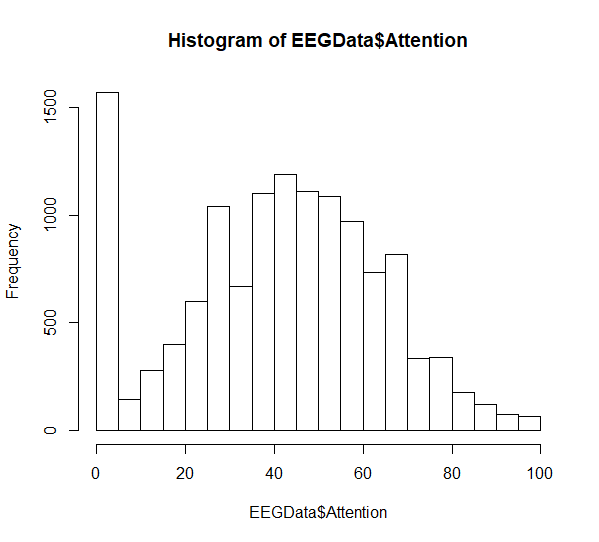 Histogram of EEGData$Attention
Frequency
1500
1000
500
0
0 20 40 60 80 100
EEGData$Attention